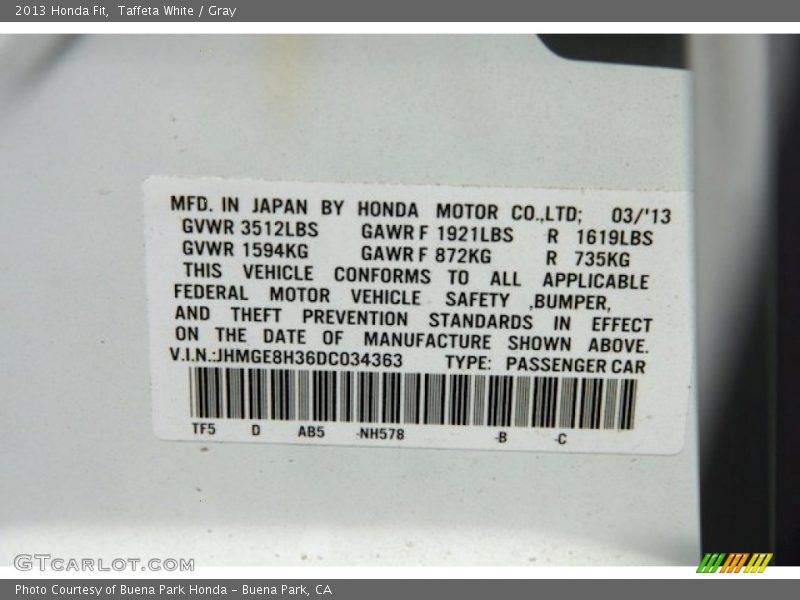 2013 Honda Fit, Taffeta White / Gray
MFD. IN JAPAN BY HONDA MOTOR CO.,LTD; 03/'13
GVWR 3512LBS GAWR F 1921LBS R 1619LBS
GVWR 1594KG GAWR F 872KG R 735KG
THIS VEHICLE CONFORMS TO ALL APPLICABLE
FEDERAL MOTOR VEHICLE SAFETY ,BUMPER,
AND THEFT PREVENTION STANDARDS IN EFFECT
ON THE DATE OF MANUFACTURE SHOWN ABOVE.
V.I.N.:JHMGE8H36DC034363 TYPE: PASSENGER CAR
TF5 D AB5 -NH578 -B -C
GTCARLOT.COM
Photo Courtesy of Buena Park Honda - Buena Park, CA